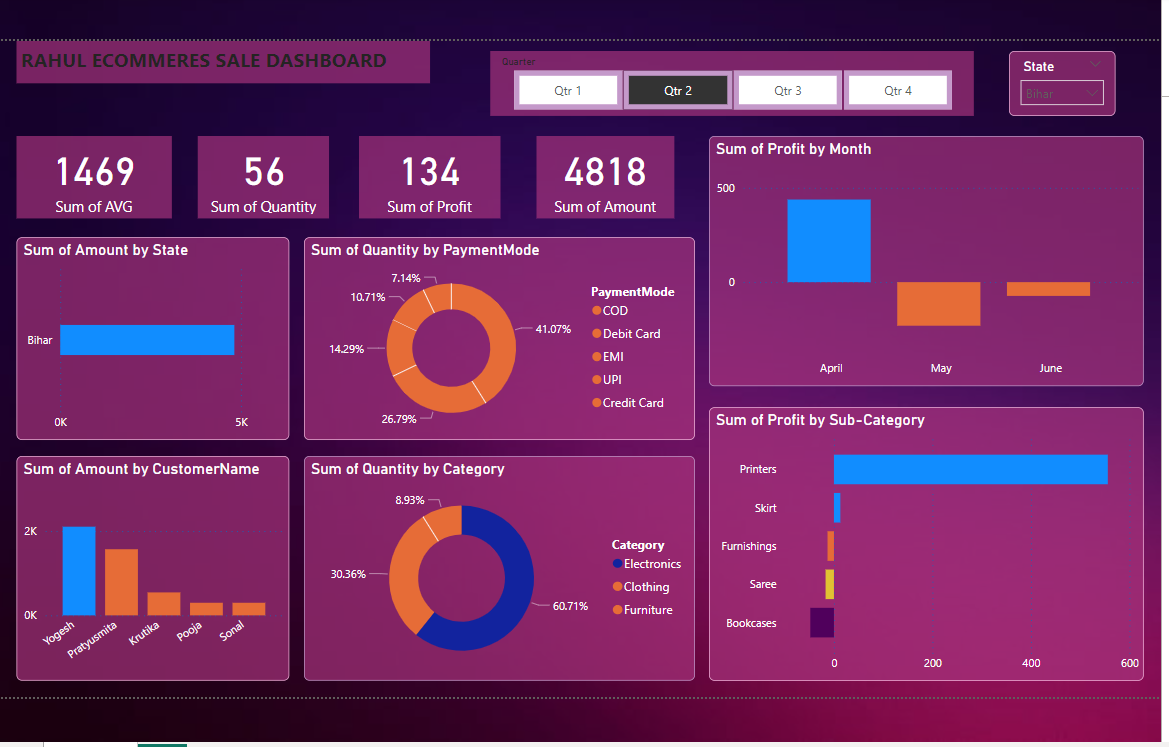 RAHUL ECOMMERES SALE DASHBOARD
Quarter
Qtr 1
Qtr 2
Qtr 3
Qtr 4
State
Bihar
1469
Sum of AVG
56
Sum of Quantity
134
Sum of Profit
4818
Sum of Amount
Sum of Profit by Month
500
0
April
May
June
Sum of Amount by State
Bihar
0K
5K
Sum of Quantity by PaymentMode
7.14%
10.71%
14.29%
26.79%
41.07%
PaymentMode
COD
Debit Card
EMI
UPI
Credit Card
Sum of Profit by Sub-Category
Printers
Skirt
Furnishings
Saree
Bookcases
0
200
400
600
Sum of Amount by CustomerName
2K
0K
Yogesh
Pratyusmita
Krutika
Pooja
Sonal
Sum of Quantity by Category
8.93%
30.36%
60.71%
Category
Electronics
Clothing
Furniture